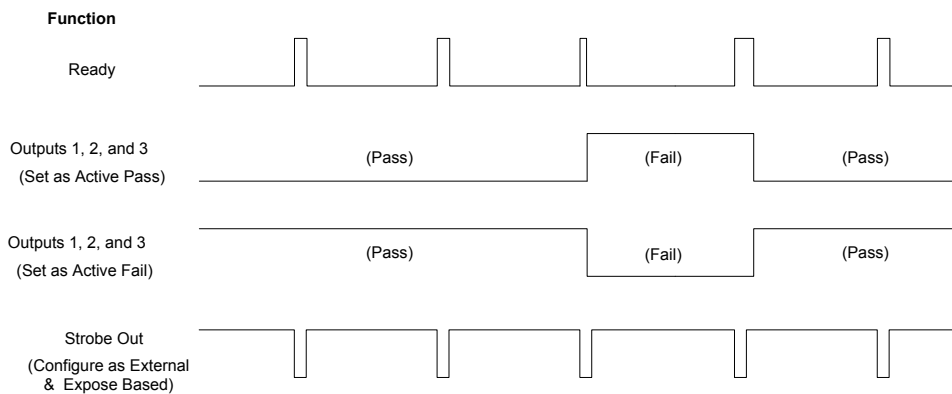 Function
Ready
Outputs 1, 2, and 3
(Set as Active Pass)
(Pass)
(Fail)
(Pass)
Outputs 1, 2, and 3
(Set as Active Fail)
(Pass)
(Fail)
(Pass)
Strobe Out
(Configure as External
& Expose Based)